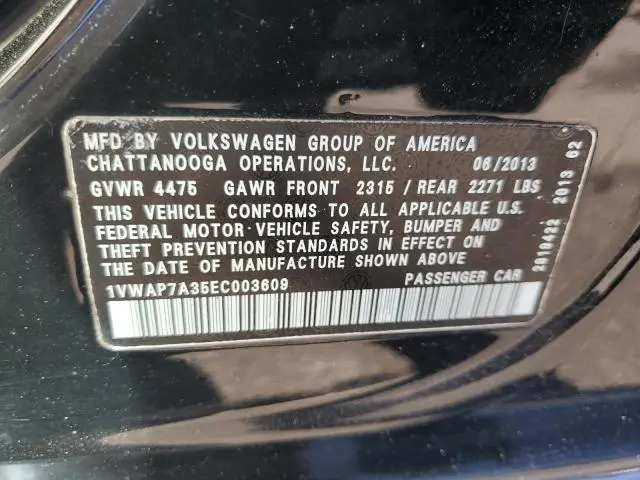 MFD BY VOLKSWAGEN GROUP OF AMERICA
CHATTANOOGA OPERATIONS, LLC. 06/2013
GVWR 4475 GAWR FRONT 2315 / REAR 2271 LBS
THIS VEHICLE CONFORMS TO ALL APPLICABLE U.S.
FEDERAL MOTOR VEHICLE SAFETY, BUMPER AND
THEFT PREVENTION STANDARDS IN EFFECT ON
THE DATE OF MANUFACTURE SHOWN ABOVE
1VWAP7A35EC003609 PASSENGER CAR
2013 62